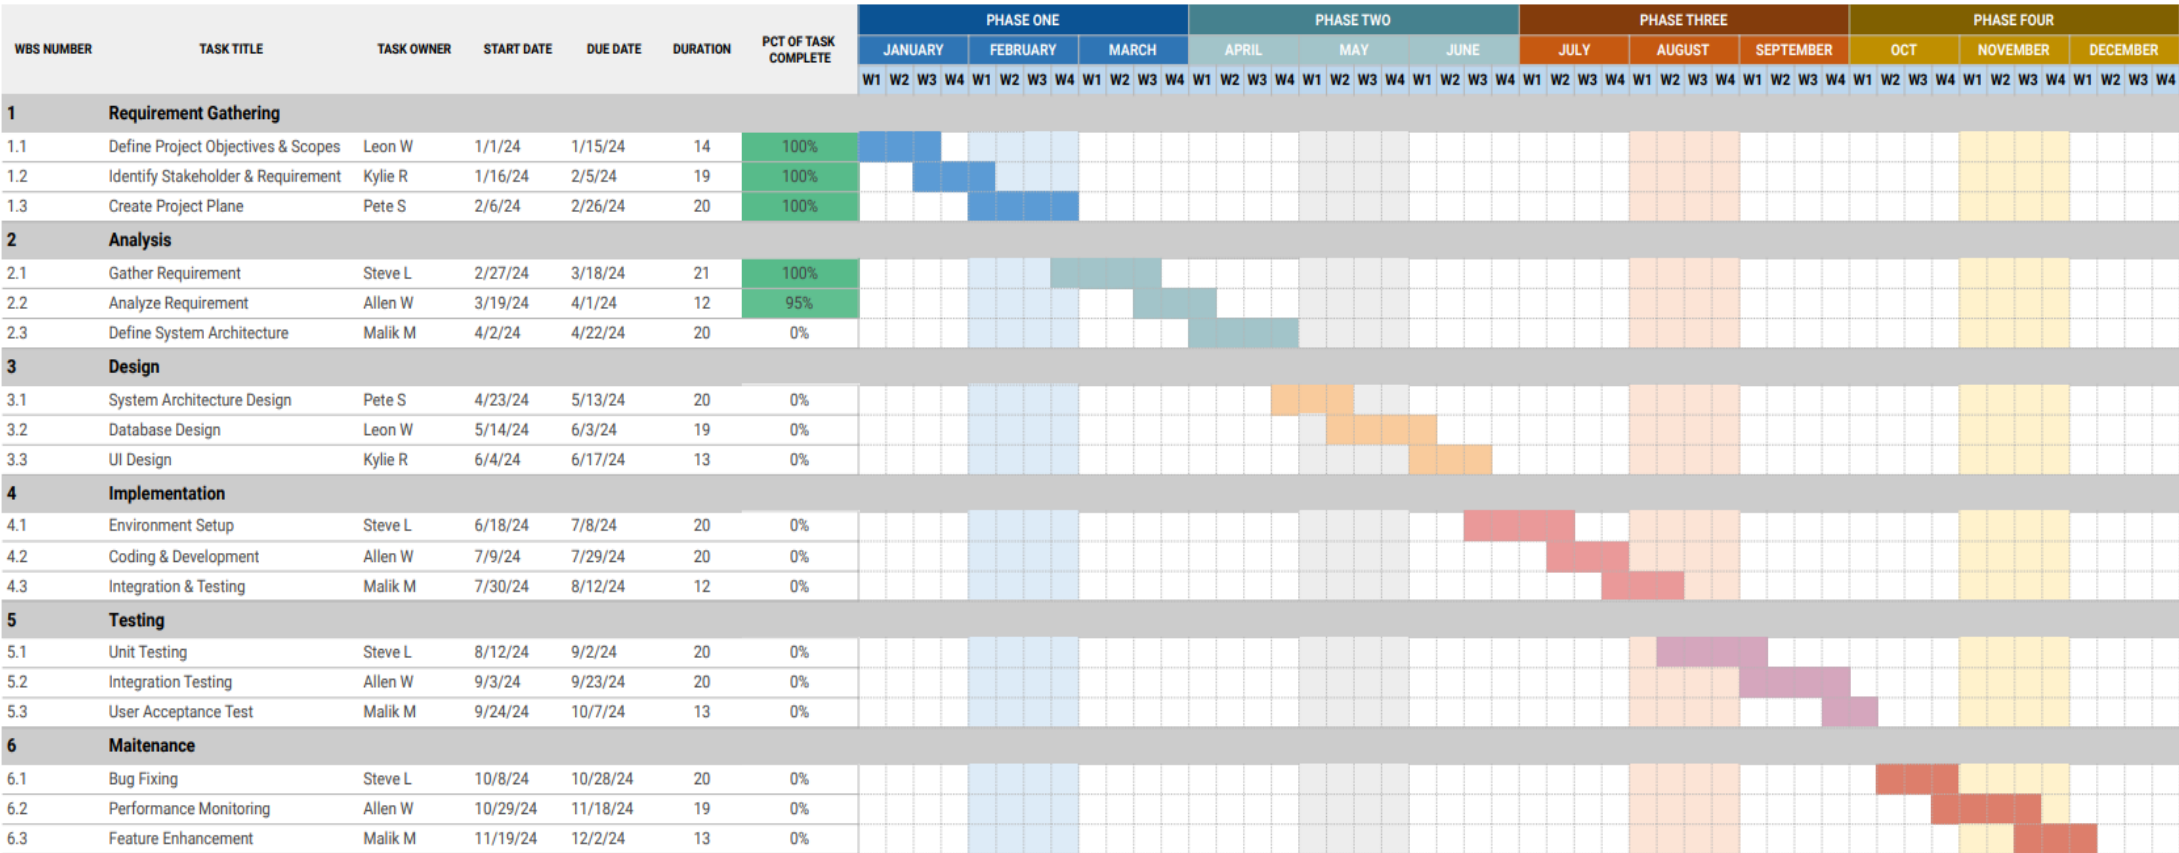 PHASE ONE PHASE TWO PHASE THREE PHASE FOUR
WBS NUMBER TASK TITLE TASK OWNER START DATE DUE DATE DURATION PCT OF TASK COMPLETE JANUARY FEBRUARY MARCH APRIL MAY JUNE JULY AUGUST SEPTEMBER OCT NOVEMBER DECEMBER
W1 W2 W3 W4 W1 W2 W3 W4 W1 W2 W3 W4 W1 W2 W3 W4 W1 W2 W3 W4 W1 W2 W3 W4 W1 W2 W3 W4 W1 W2 W3 W4 W1 W2 W3 W4 W1 W2 W3 W4 W1 W2 W3 W4 W1 W2 W3 W4
1 Requirement Gathering
1.1 Define Project Objectives & Scopes Leon W 1/1/24 1/15/24 14 100%
1.2 Identify Stakeholder & Requirement Kylie R 1/16/24 2/5/24 19 100%
1.3 Create Project Plane Pete S 2/6/24 2/26/24 20 100%
2 Analysis
2.1 Gather Requirement Steve L 2/27/24 3/18/24 21 100%
2.2 Analyze Requirement Allen W 3/19/24 4/1/24 12 95%
2.3 Define System Architecture Malik M 4/2/24 4/22/24 20 0%
3 Design
3.1 System Architecture Design Pete S 4/23/24 5/13/24 20 0%
3.2 Database Design Leon W 5/14/24 6/3/24 19 0%
3.3 UI Design Kylie R 6/4/24 6/17/24 13 0%
4 Implementation
4.1 Environment Setup Steve L 6/18/24 7/8/24 20 0%
4.2 Coding & Development Allen W 7/9/24 7/29/24 20 0%
4.3 Integration & Testing Malik M 7/30/24 8/12/24 12 0%
5 Testing
5.1 Unit Testing Steve L 8/12/24 9/2/24 20 0%
5.2 Integration Testing Allen W 9/3/24 9/23/24 20 0%
5.3 User Acceptance Test Malik M 9/24/24 10/7/24 13 0%
6 Maitenance
6.1 Bug Fixing Steve L 10/8/24 10/28/24 20 0%
6.2 Performance Monitoring Allen W 10/29/24 11/18/24 19 0%
6.3 Feature Enhancement Malik M 11/19/24 12/2/24 13 0%